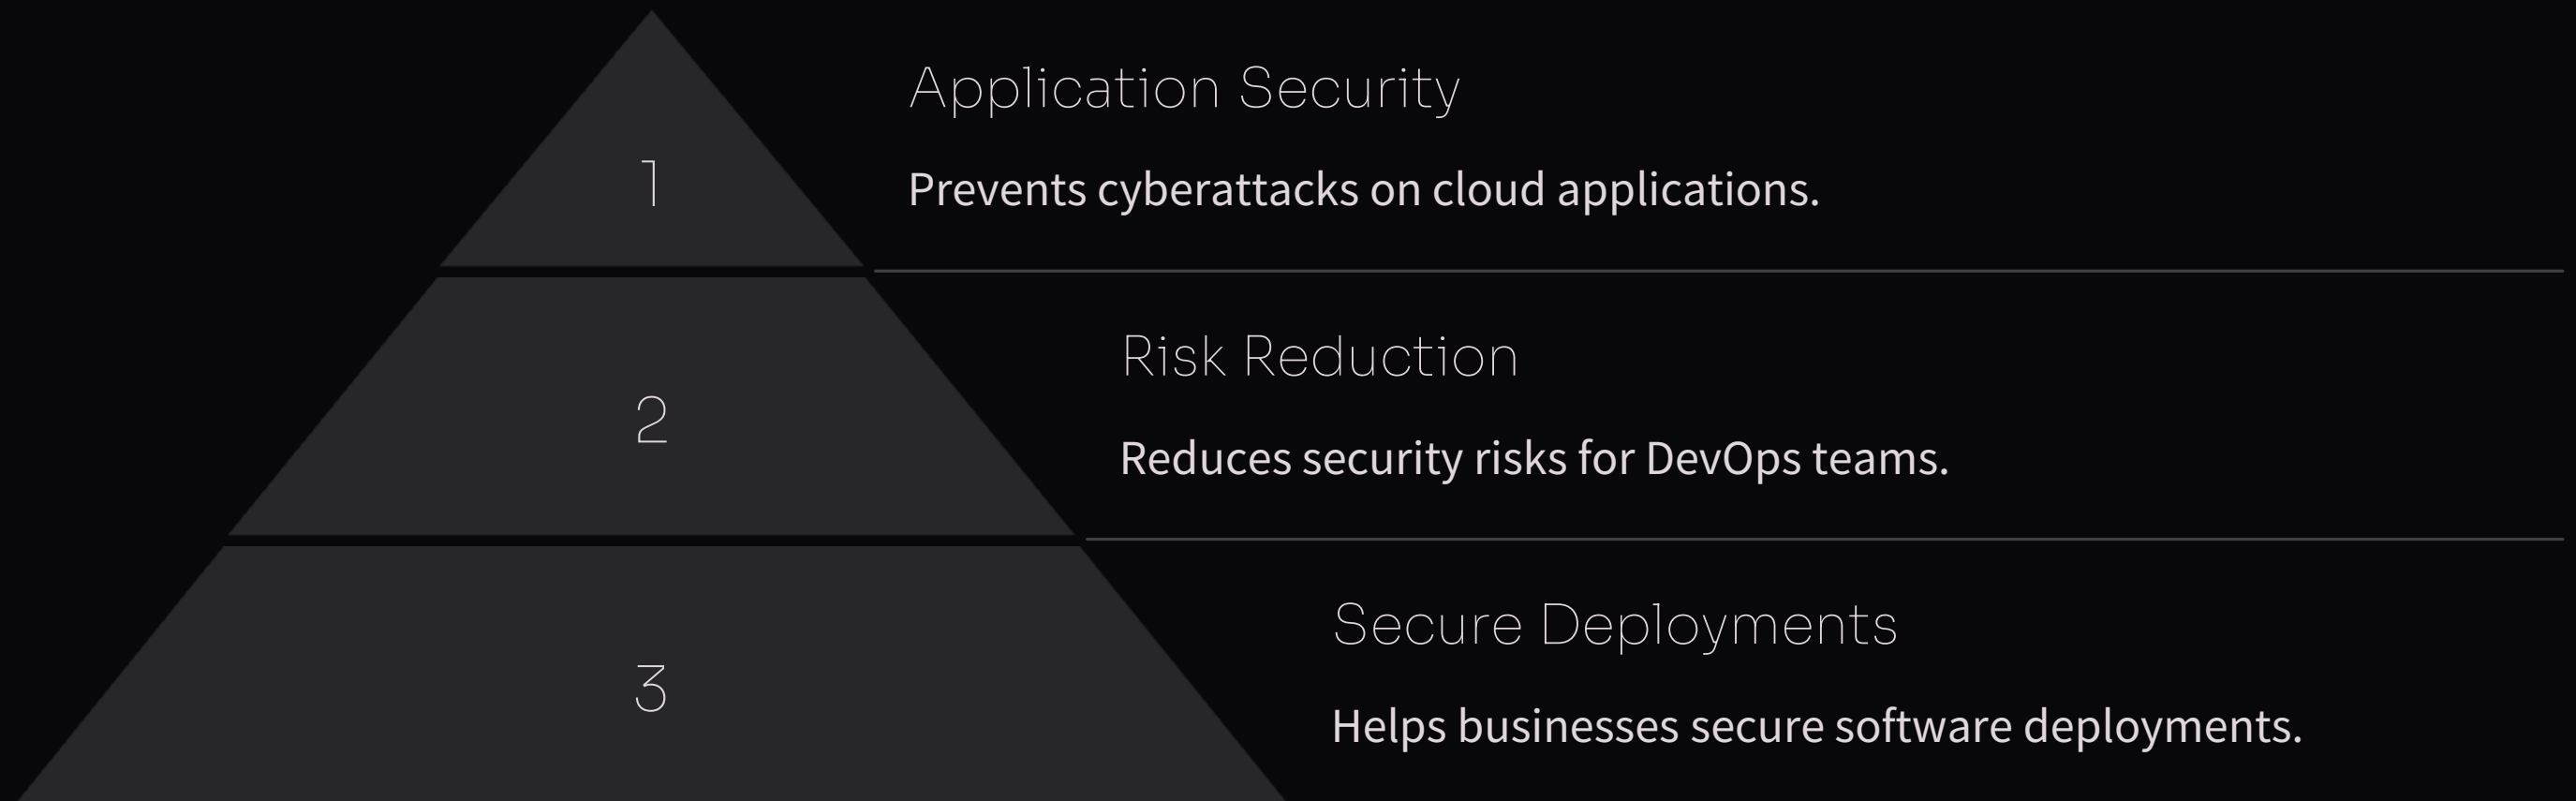 1
Application Security
Prevents cyberattacks on cloud applications.
2
Risk Reduction
Reduces security risks for DevOps teams.
3
Secure Deployments
Helps businesses secure software deployments.